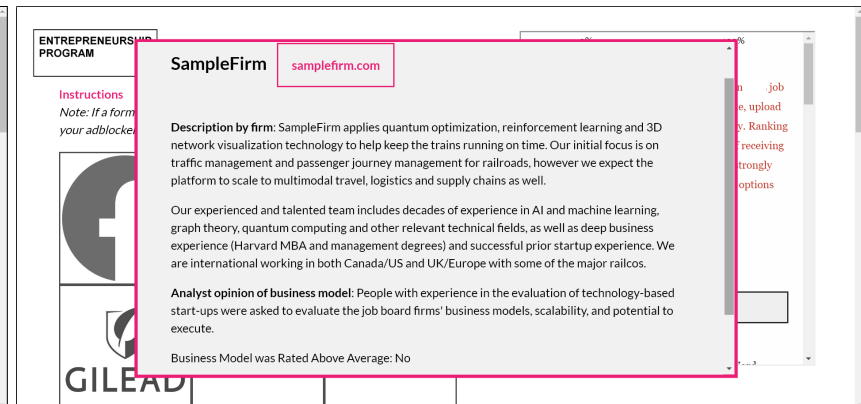 ENTREPRENEURSHIP
PROGRAM
SampleFirm samplefirm.com
Instructions
Note: If a form
your adblocker
Description by firm: SampleFirm applies quantum optimization, reinforcement learning and 3D
network visualization technology to help keep the trains running on time. Our initial focus is on
traffic management and passenger journey management for railroads, however we expect the
platform to scale to multimodal travel, logistics and supply chains as well.
Our experienced and talented team includes decades of experience in AI and machine learning,
graph theory, quantum computing and other relevant technical fields, as well as deep business
experience (Harvard MBA and management degrees) and successful prior startup experience. We
are international working in both Canada/US and UK/Europe with some of the major railcos.
Analyst opinion of business model: People with experience in the evaluation of technology-based
start-ups were asked to evaluate the job board firms' business models, scalability, and potential to
execute.
Business Model was Rated Above Average: No
job
e, upload
y. Ranking
receiving
strongly
options
GILEAD